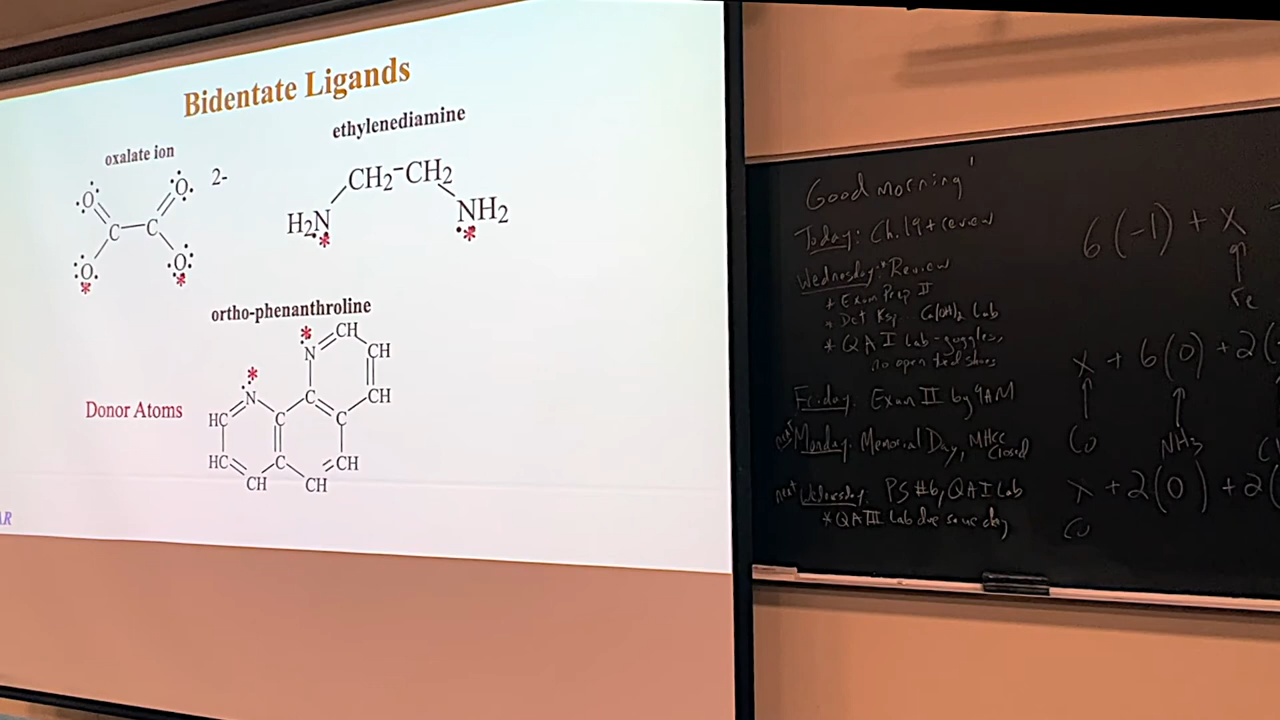 Bidentate Ligands
oxalate ion
2-
:O:
O:
C—C
:O:
:O:
*
*
ethylenediamine
CH₂–CH₂
H₂N
NH₂
*
*
ortho-phenanthroline
*
CH
N
CH
*
N
C
CH
HC
C
C
HC
C
CH
CH
CH
Donor Atoms
AR
Good morning!
Today: Ch. 19 + review
Wednesday: *Review
* Exam Prep II
* Det Ksp Ca(OH)₂ Lab
* QA I Lab - goggles,
no open toed shoes
Friday: Exam II by 9AM
next Monday: Memorial Day, MHCC Closed
next Wednesday: PS #6, QA I Lab
* QA III Lab due same day
6(-1) + x
↑
Fe
x + 6(0) + 2(
↑ ↑
Co NH₃ Cl
x + 2(0) + 2(
Co